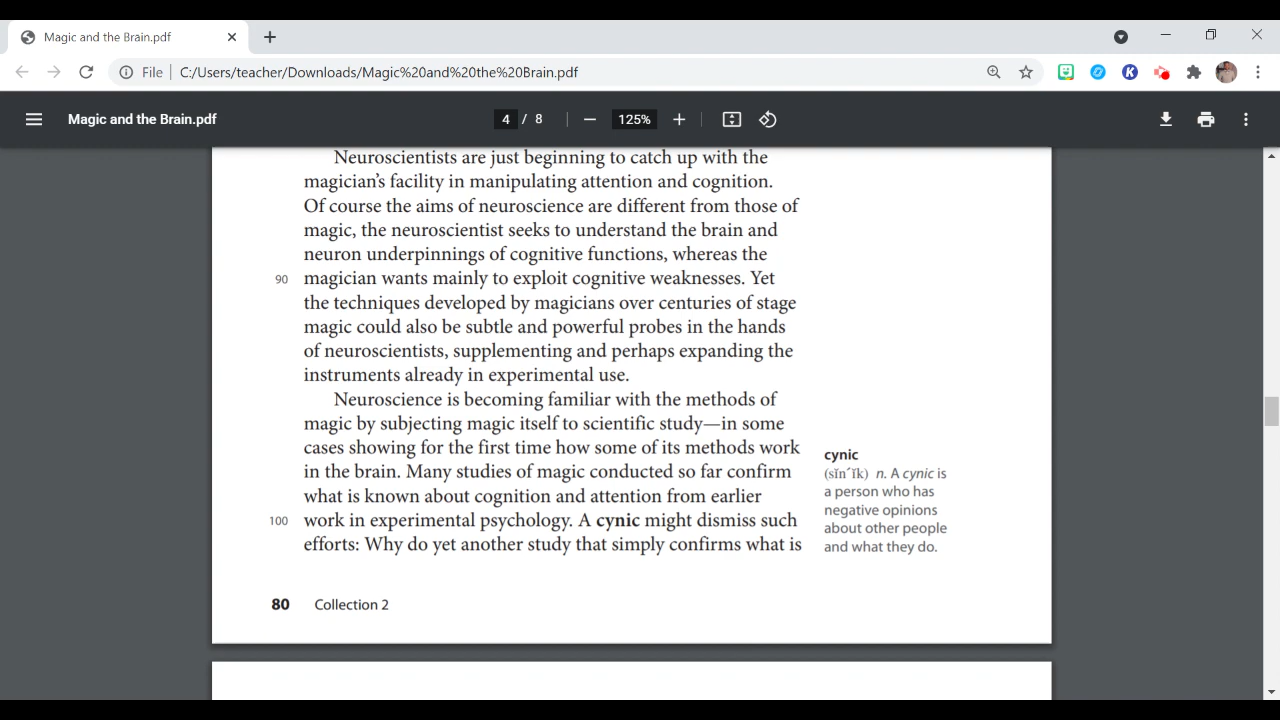 Magic and the Brain.pdf
File
C:/Users/teacher/Downloads/Magic%20and%20the%20Brain.pdf
Magic and the Brain.pdf
4 / 8
125%
Neuroscientists are just beginning to catch up with the
magician's facility in manipulating attention and cognition.
Of course the aims of neuroscience are different from those of
magic, the neuroscientist seeks to understand the brain and
neuron underpinnings of cognitive functions, whereas the
90 magician wants mainly to exploit cognitive weaknesses. Yet
the techniques developed by magicians over centuries of stage
magic could also be subtle and powerful probes in the hands
of neuroscientists, supplementing and perhaps expanding the
instruments already in experimental use.
Neuroscience is becoming familiar with the methods of
magic by subjecting magic itself to scientific study—in some
cases showing for the first time how some of its methods work
in the brain. Many studies of magic conducted so far confirm
what is known about cognition and attention from earlier
100 work in experimental psychology. A cynic might dismiss such
efforts: Why do yet another study that simply confirms what is
cynic
(sĭn´ĭk) n. A cynic is
a person who has
negative opinions
about other people
and what they do.
80 Collection 2